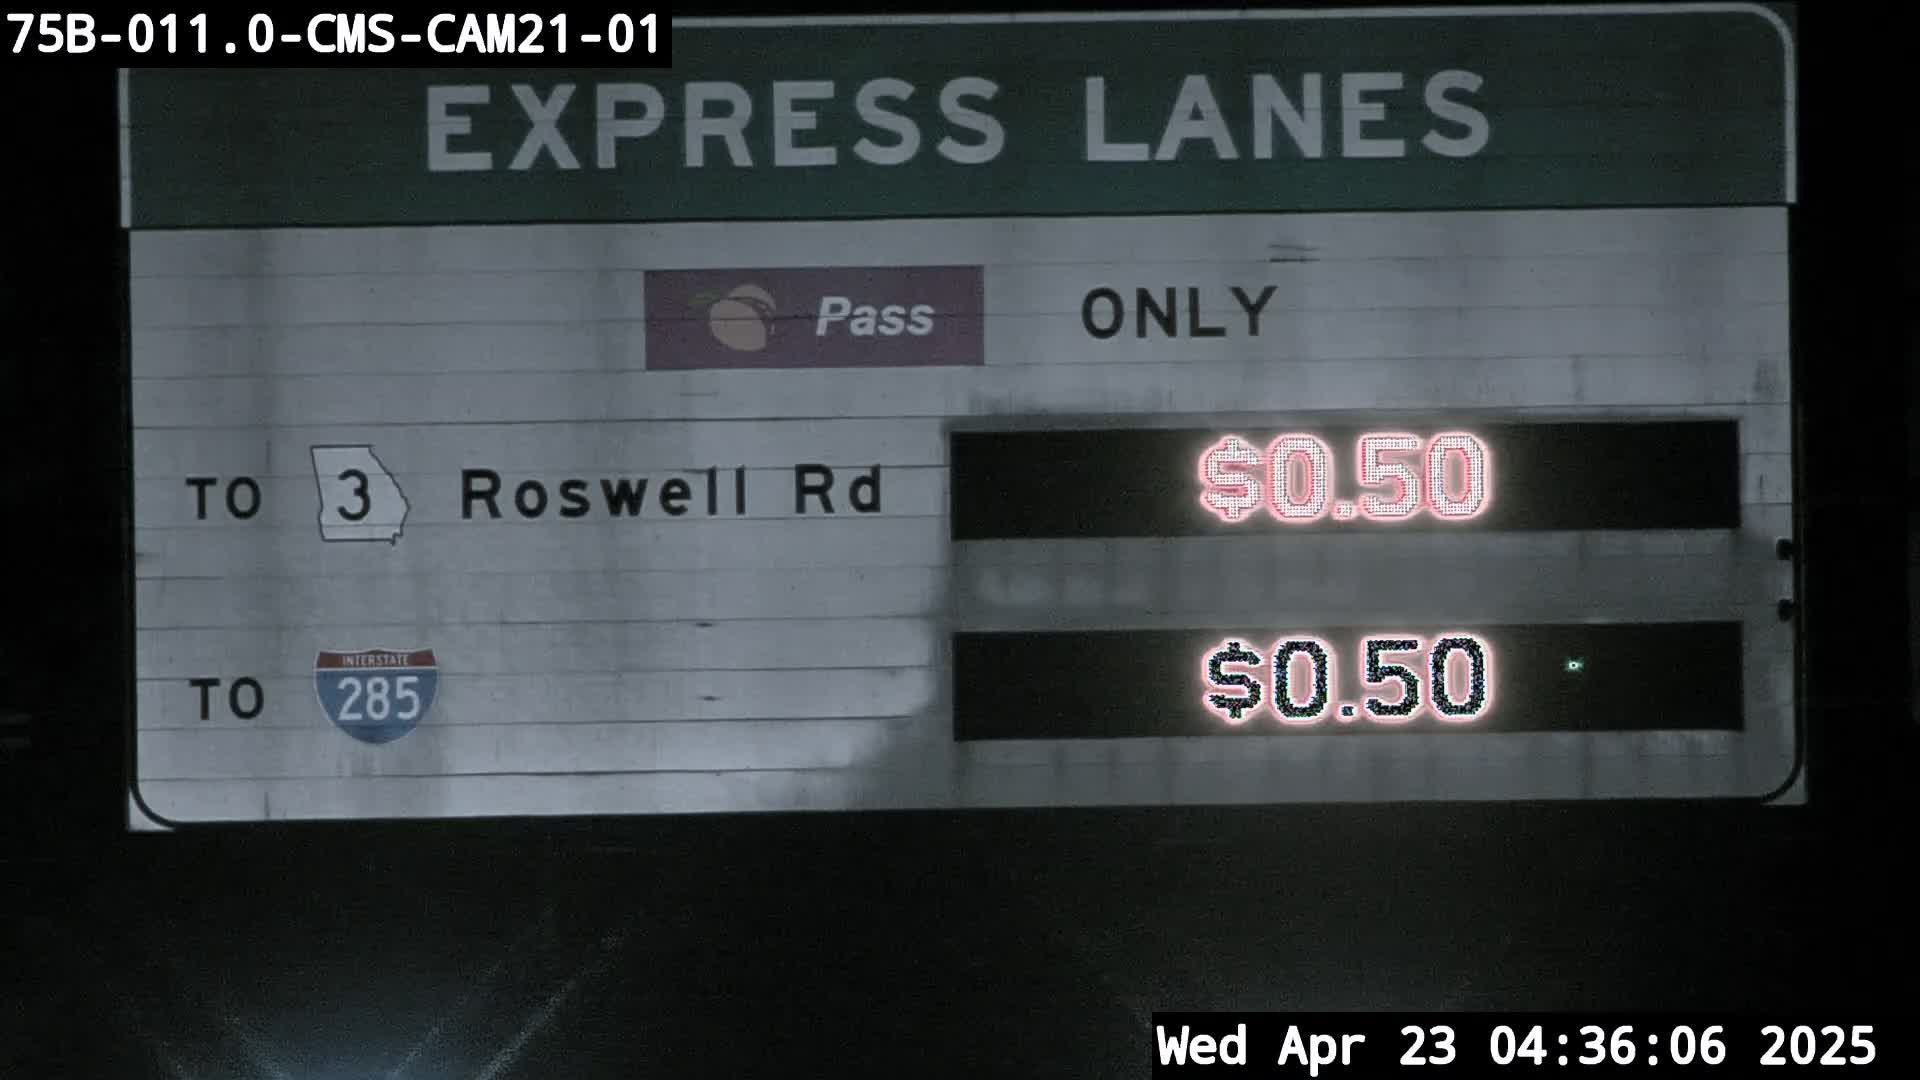 75B-011.0-CMS-CAM21-01
EXPRESS LANES
Pass ONLY
TO 3 Roswell Rd $0.50
TO INTERSTATE 285 $0.50
Wed Apr 23 04:36:06 2025